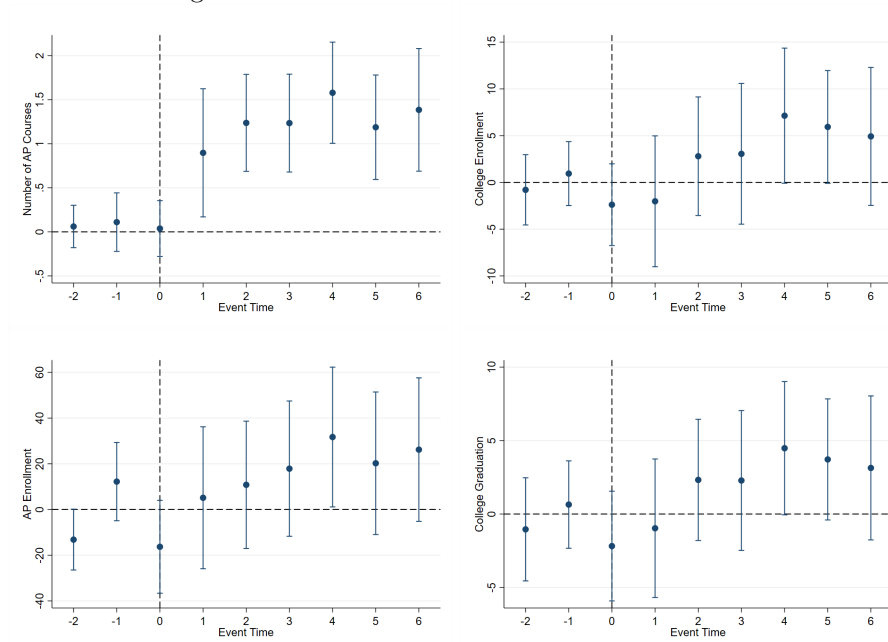 2
1.5
1
.5
0
-.5
Number of AP Courses
-2 -1 0 1 2 3 4 5 6
Event Time
15
10
5
0
-5
-10
College Enrollment
-2 -1 0 1 2 3 4 5 6
Event Time
60
40
20
0
-20
-40
AP Enrollment
-2 -1 0 1 2 3 4 5 6
Event Time
10
5
0
-5
College Graduation
-2 -1 0 1 2 3 4 5 6
Event Time